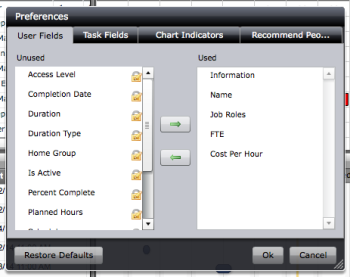 Preferences
User Fields
Task Fields
Chart Indicators
Recommend Peo...
Unused
Used
Access Level
Completion Date
Duration
Duration Type
Home Group
Is Active
Percent Complete
Planned Hours
Information
Name
Job Roles
FTE
Cost Per Hour
Restore Defaults
Ok
Cancel